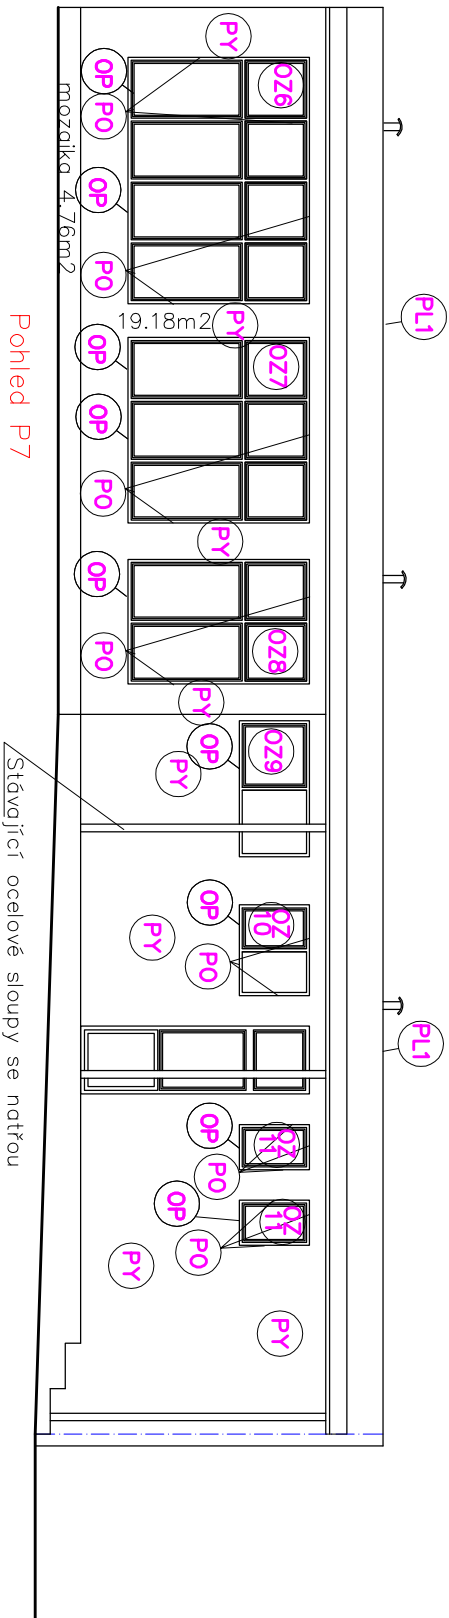 PL1
PL1
PY
OZ6
OP
PO
mozaika 4.76m2
OP
PO
19.18m2
PY
OZ7
OP
OP
PO
PY
OP
OZ8
PO
PY
OZ9
OP
PY
OP
OZ
10
PO
PY
OP
OZ
11
PO
OP
OZ
11
PO
PY
PY
Pohled P7
Stávající ocelové sloupy se natřou